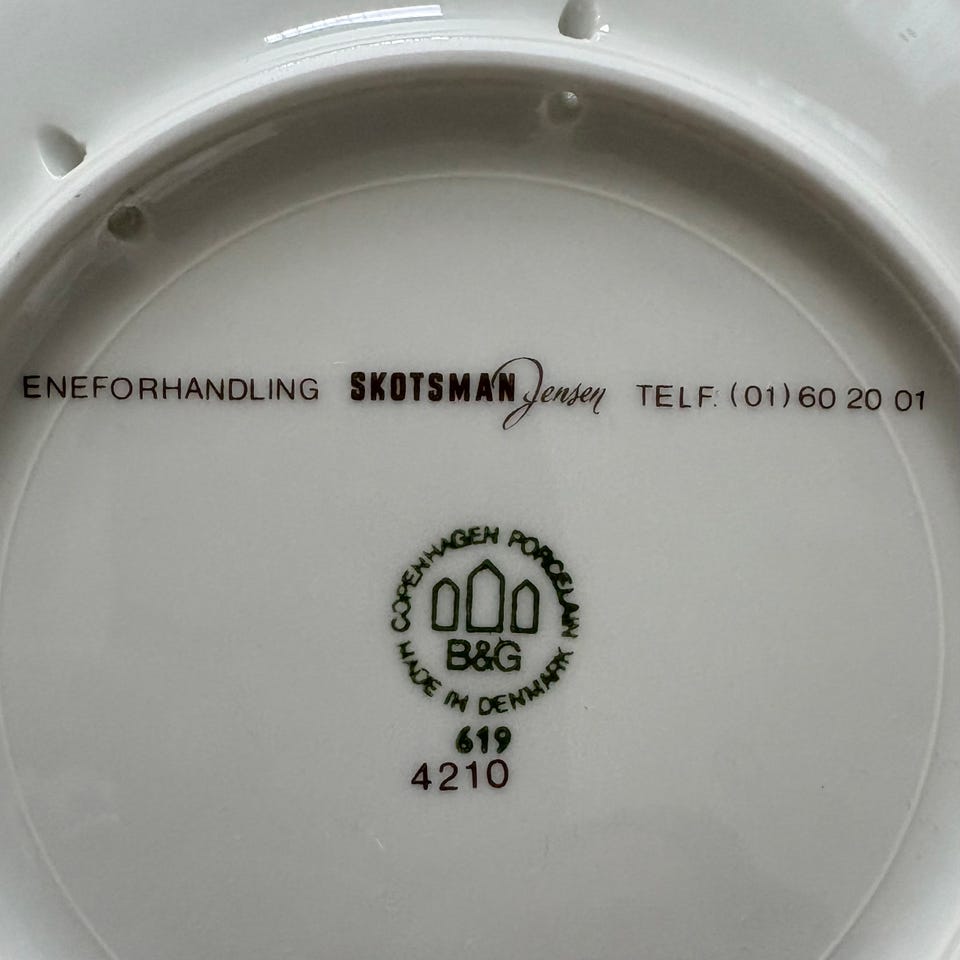 ENEFORHANDLING SKOTSMAN Jensen TELF. (01) 60 20 01
COPENHAGEN PORCELAIN
B&G
MADE IN DENMARK
619
4210